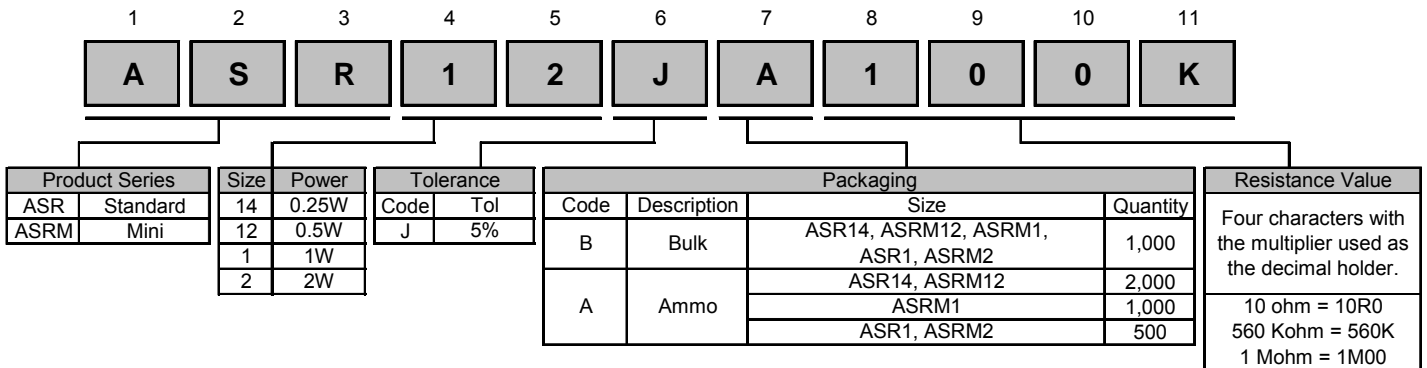 1 2 3 4 5 6 7 8 9 10 11
A S R 1 2 J A 1 0 0 K
Product Series
ASR Standard
ASRM Mini
Size Power
14 0.25W
12 0.5W
1 1W
2 2W
Tolerance
Code Tol
J 5%
Packaging
Code Description Size Quantity
B Bulk ASR14, ASRM12, ASRM1,
ASR1, ASRM2 1,000
A Ammo ASR14, ASRM12 2,000
ASRM1 1,000
ASR1, ASRM2 500
Resistance Value
Four characters with
the multiplier used as
the decimal holder.
10 ohm = 10R0
560 Kohm = 560K
1 Mohm = 1M00